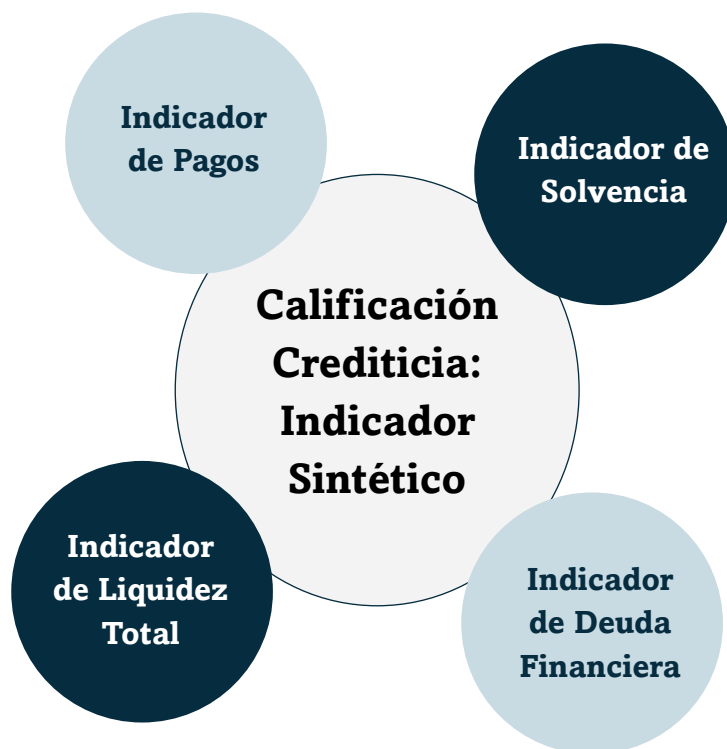 Indicador
de Pagos
Indicador de
Solvencia
Calificación
Crediticia:
Indicador
Sintético
Indicador
de Liquidez
Total
Indicador
de Deuda
Financiera